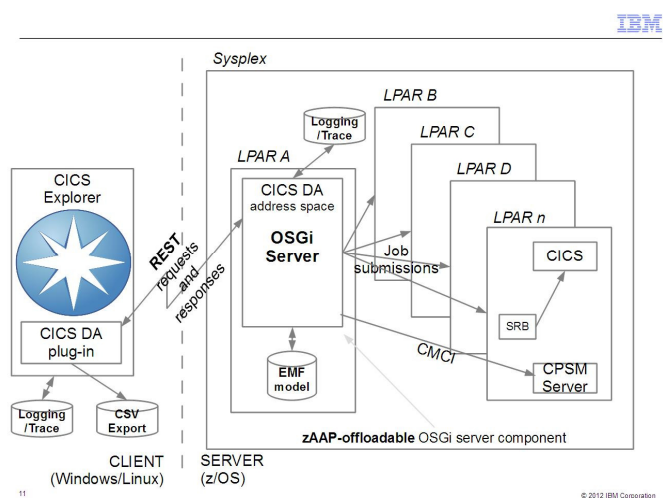 IBM
Sysplex
LPAR B
Logging
/Trace
LPAR C
LPAR A
LPAR D
CICS
Explorer
CICS DA
address space
OSGi
Server
LPAR n
REST
requests
and
responses
Job
submissions
CICS
SRB
CICS DA
plug-in
CMCI
EMF
model
CPSM
Server
Logging
/Trace
CSV
Export
zAAP-offloadable OSGi server component
CLIENT
(Windows/Linux)
SERVER
(z/OS)
11
© 2012 IBM Corporation